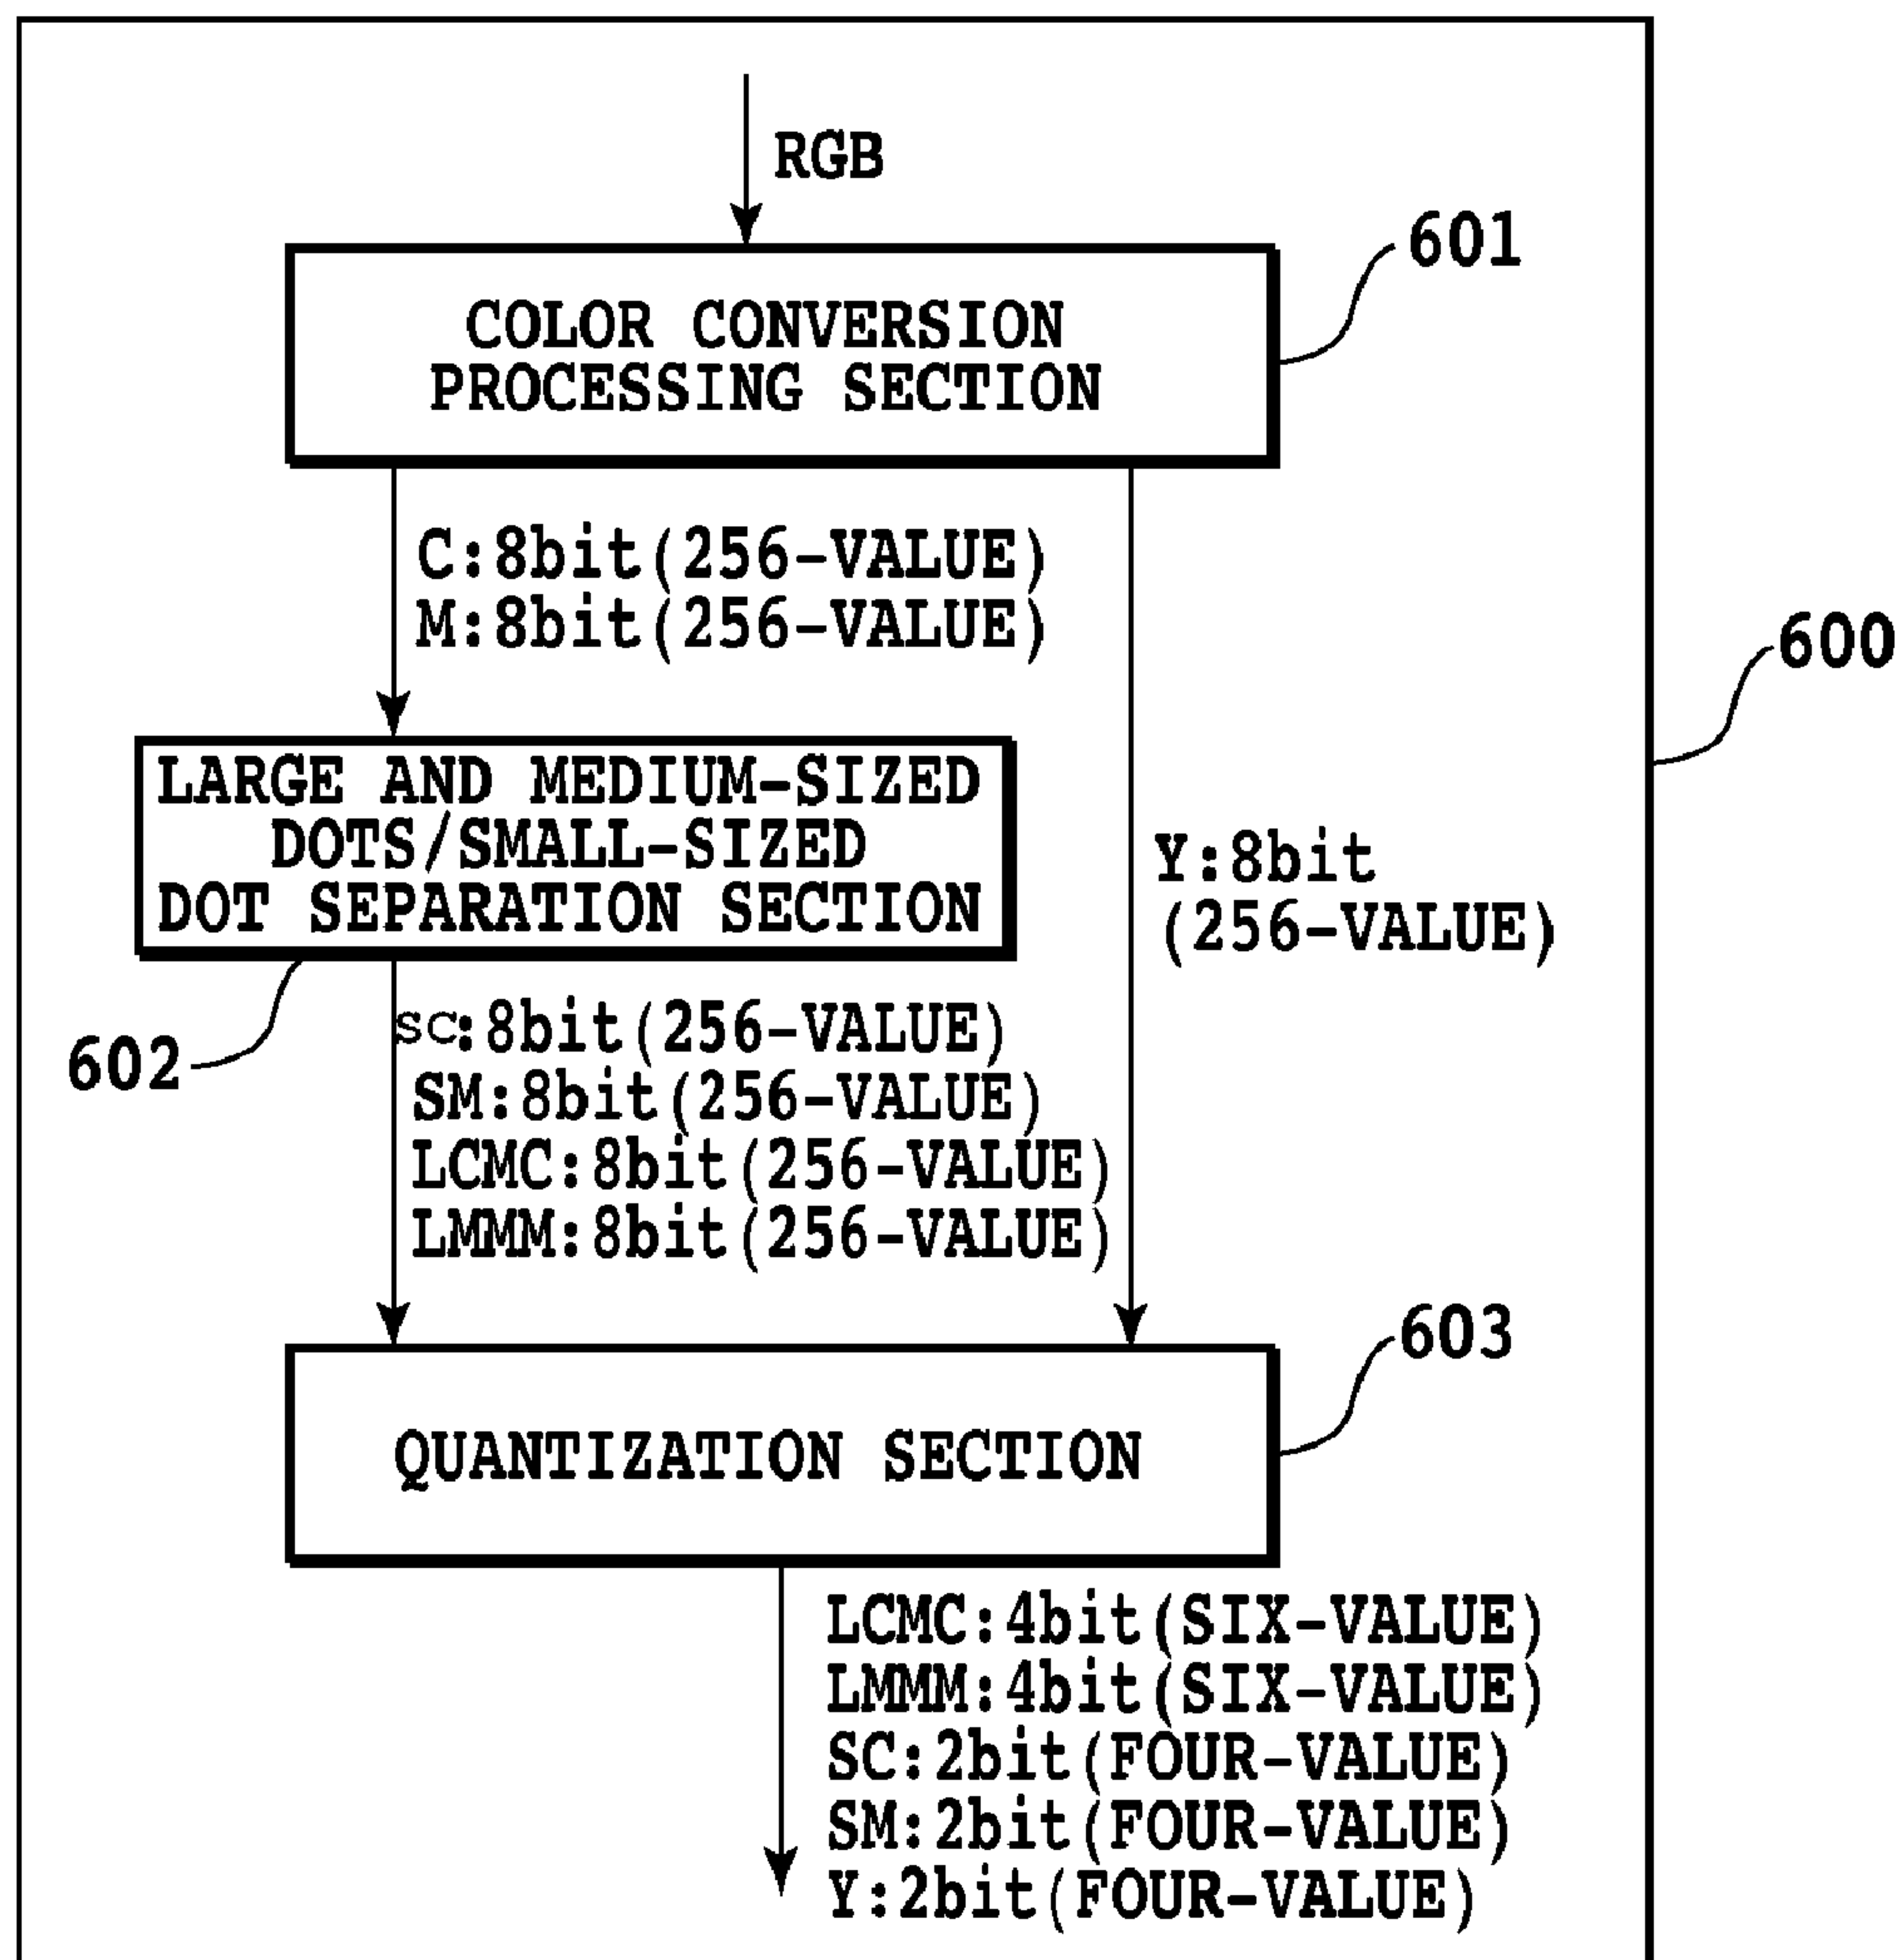 RGB
601
COLOR CONVERSION
PROCESSING SECTION
C:8bit(256-VALUE)
M:8bit(256-VALUE)
600
LARGE AND MEDIUM-SIZED
DOTS/SMALL-SIZED
DOT SEPARATION SECTION
Y:8bit
(256-VALUE)
602
SC:8bit(256-VALUE)
SM:8bit(256-VALUE)
LCMC:8bit(256-VALUE)
LMMM:8bit(256-VALUE)
603
QUANTIZATION SECTION
LCMC:4bit(SIX-VALUE)
LMMM:4bit(SIX-VALUE)
SC:2bit(FOUR-VALUE)
SM:2bit(FOUR-VALUE)
Y:2bit(FOUR-VALUE)